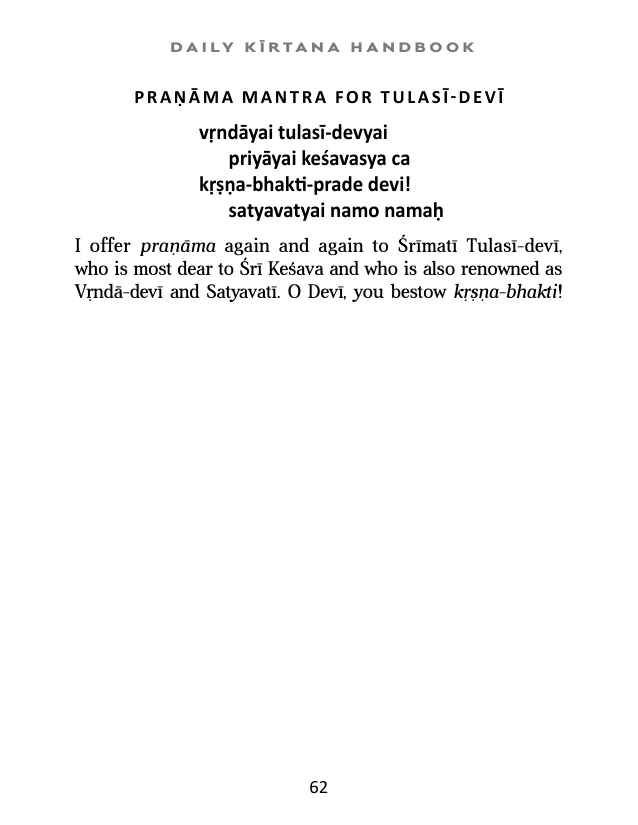 DAILY KĪRTANA HANDBOOK
PRAṆĀMA MANTRA FOR TULASĪ-DEVĪ
vṛndāyai tulasī-devyai
priyāyai keśavasya ca
kṛṣṇa-bhakti-prade devi!
satyavatyai namo namaḥ
I offer praṇāma again and again to Śrīmatī Tulasī-devī,
who is most dear to Śrī Keśava and who is also renowned as
Vṛndā-devī and Satyavatī. O Devī, you bestow kṛṣṇa-bhakti!
62